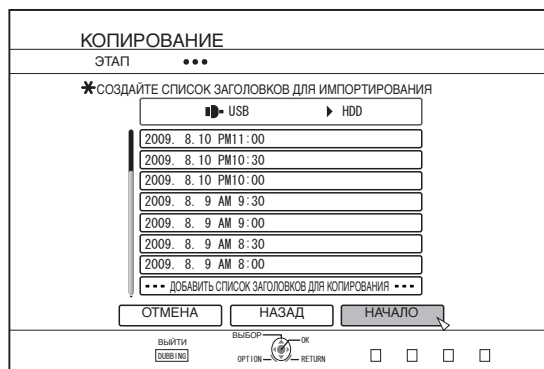 КОПИРОВАНИЕ
ЭТАП
СОЗДАЙТЕ СПИСОК ЗАГОЛОВКОВ ДЛЯ ИМПОРТИРОВАНИЯ
USB HDD
2009. 8.10 PM11:00
2009. 8.10 PM10:30
2009. 8.10 PM10:00
2009. 8. 9 AM 9:30
2009. 8. 9 AM 9:00
2009. 8. 9 AM 8:30
2009. 8. 9 AM 8:00
--- ДОБАВИТЬ СПИСОК ЗАГОЛОВКОВ ДЛЯ КОПИРОВАНИЯ ---
ОТМЕНА НАЗАД НАЧАЛО
ВЫЙТИ ВЫБОР OK
DUBBING OPTION RETURN